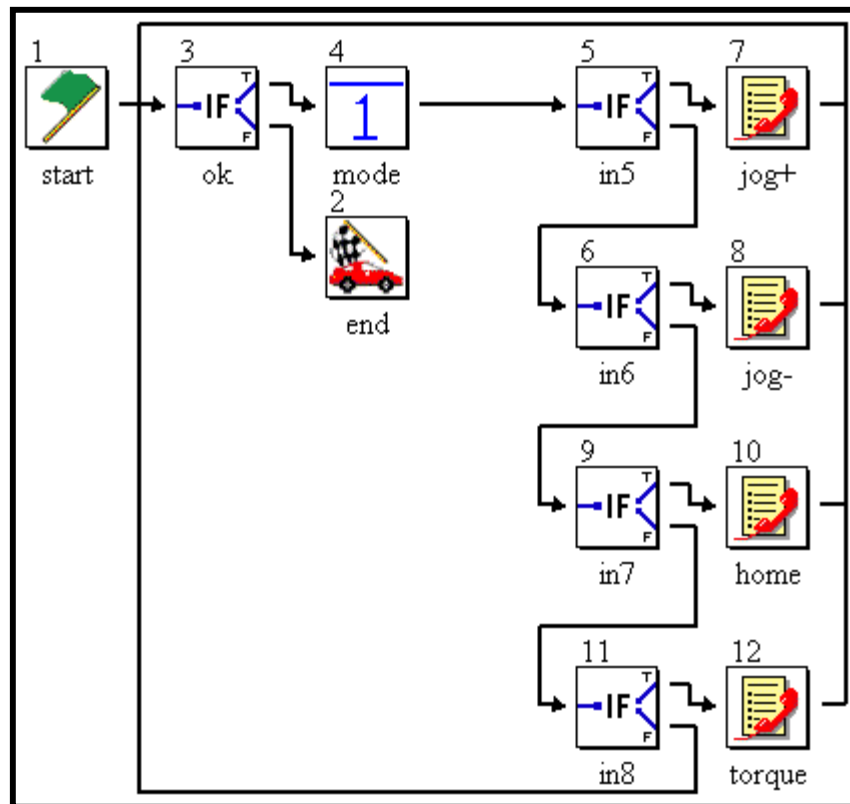 1
start
3
IF
T
F
ok
4
1
mode
2
end
5
IF
T
F
in5
7
jog+
6
IF
T
F
in6
8
jog-
9
IF
T
F
in7
10
home
11
IF
T
F
in8
12
torque